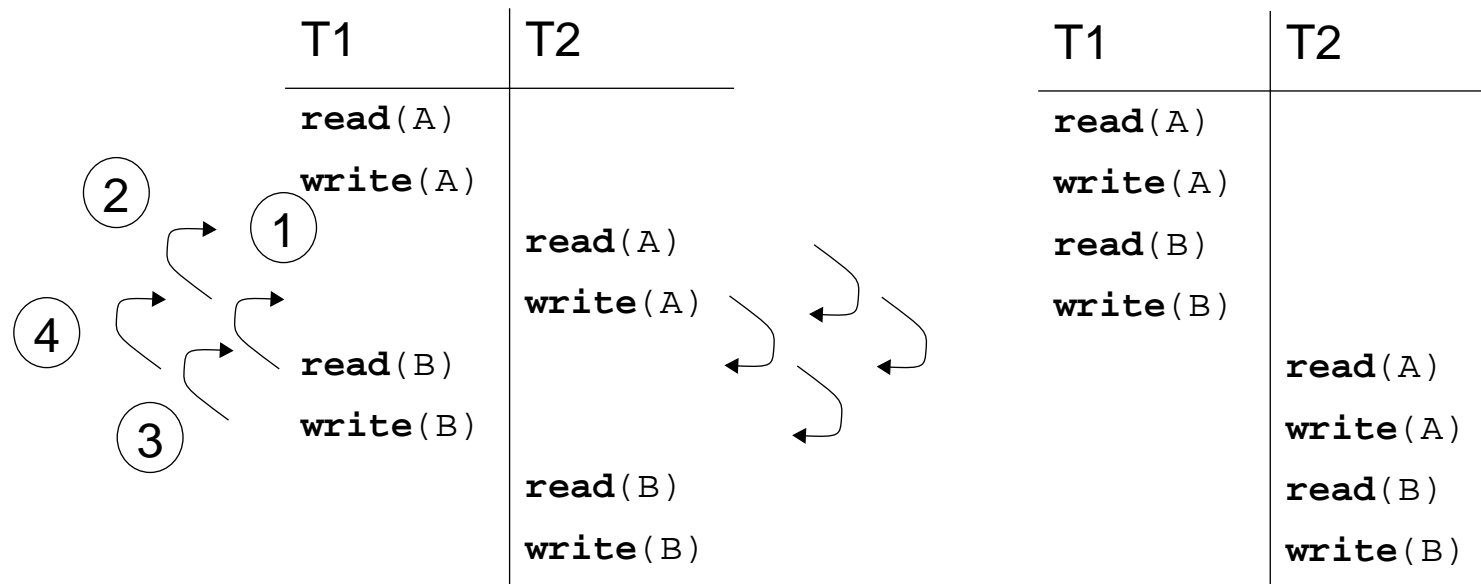 T1 T2
read(A)
write(A)
read(A)
write(A)
read(B)
write(B)
read(B)
write(B)
2
1
4
3
T1 T2
read(A)
write(A)
read(B)
write(B)
read(A)
write(A)
read(B)
write(B)